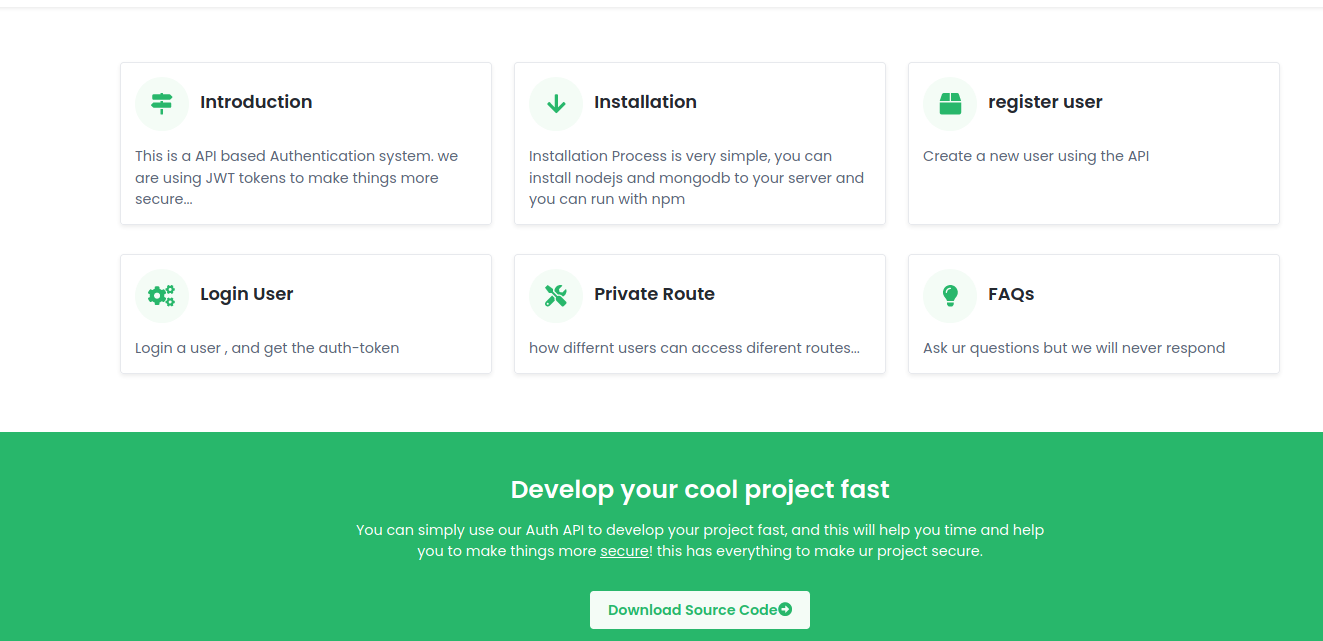 Introduction
This is a API based Authentication system. we
are using JWT tokens to make things more
secure...
Installation
Installation Process is very simple, you can
install nodejs and mongodb to your server and
you can run with npm
register user
Create a new user using the API
Login User
Login a user , and get the auth-token
Private Route
how differnt users can access diferent routes...
FAQs
Ask ur questions but we will never respond
Develop your cool project fast
You can simply use our Auth API to develop your project fast, and this will help you time and help
you to make things more secure! this has everything to make ur project secure.
Download Source Code